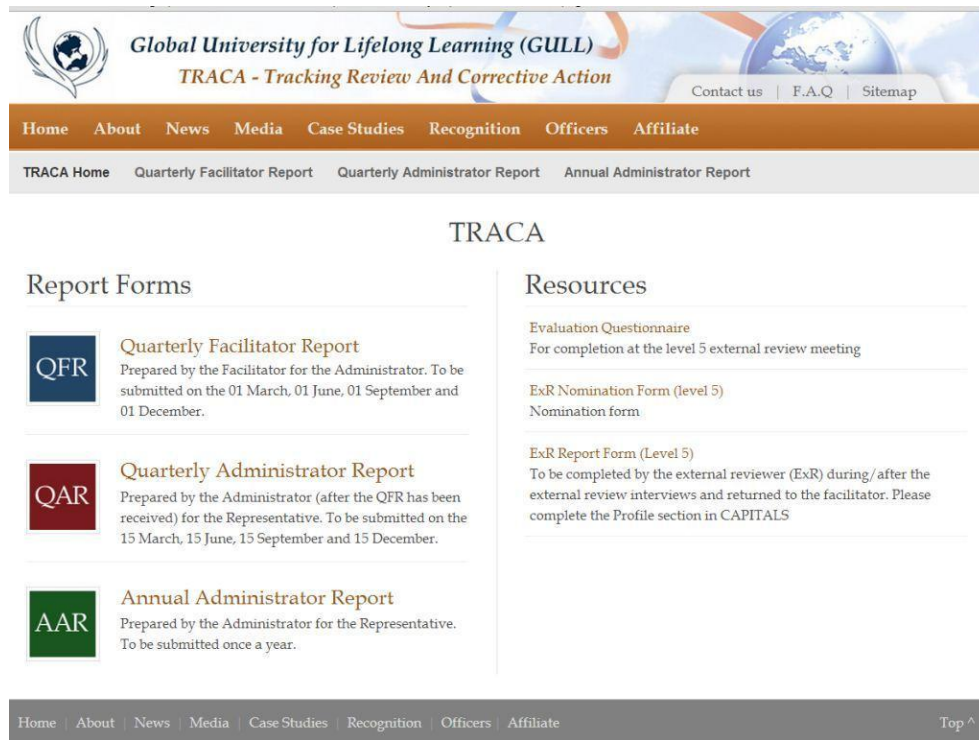 Global University for Lifelong Learning (GULL)
TRACA - Tracking Review And Corrective Action
Contact us | F.A.Q | Sitemap
Home About News Media Case Studies Recognition Officers Affiliate
TRACA Home Quarterly Facilitator Report Quarterly Administrator Report Annual Administrator Report
TRACA
Report Forms
QFR
Quarterly Facilitator Report
Prepared by the Facilitator for the Administrator. To be
submitted on the 01 March, 01 June, 01 September and
01 December.
QAR
Quarterly Administrator Report
Prepared by the Administrator (after the QFR has been
received) for the Representative. To be submitted on the
15 March, 15 June, 15 September and 15 December.
AAR
Annual Administrator Report
Prepared by the Administrator for the Representative.
To be submitted once a year.
Resources
Evaluation Questionnaire
For completion at the level 5 external review meeting
ExR Nomination Form (level 5)
Nomination form
ExR Report Form (Level 5)
To be completed by the external reviewer (ExR) during/after the
external review interviews and returned to the facilitator. Please
complete the Profile section in CAPITALS
Home | About | News | Media | Case Studies | Recognition | Officers | Affiliate
Top ^